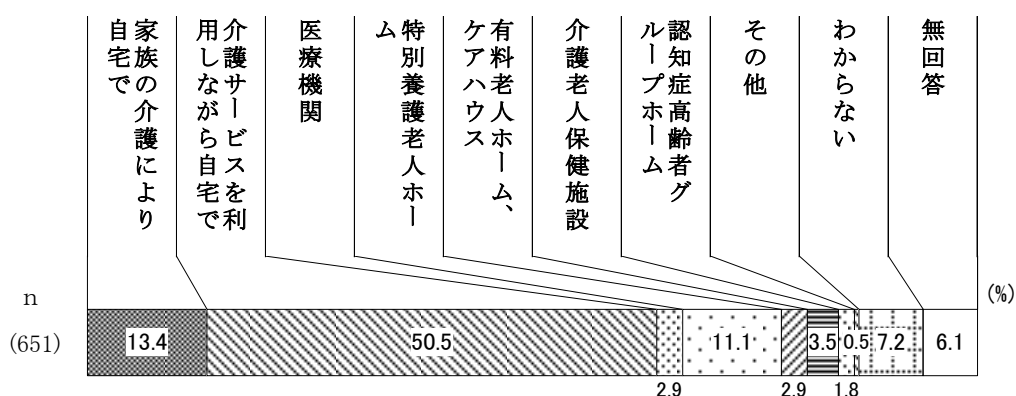 家族の介護により
自宅で
介護サービスを利
用しながら自宅で
医療機関
特別養護老人ホー
ム
有料老人ホーム、
ケアハウス
介護老人保健施設
認知症高齢者グ
ループホーム
その他
わからない
無回答
n
(%)
(651)
13.4
50.5
11.1
3.5
0.5
7.2
6.1
2.9
2.9
1.8